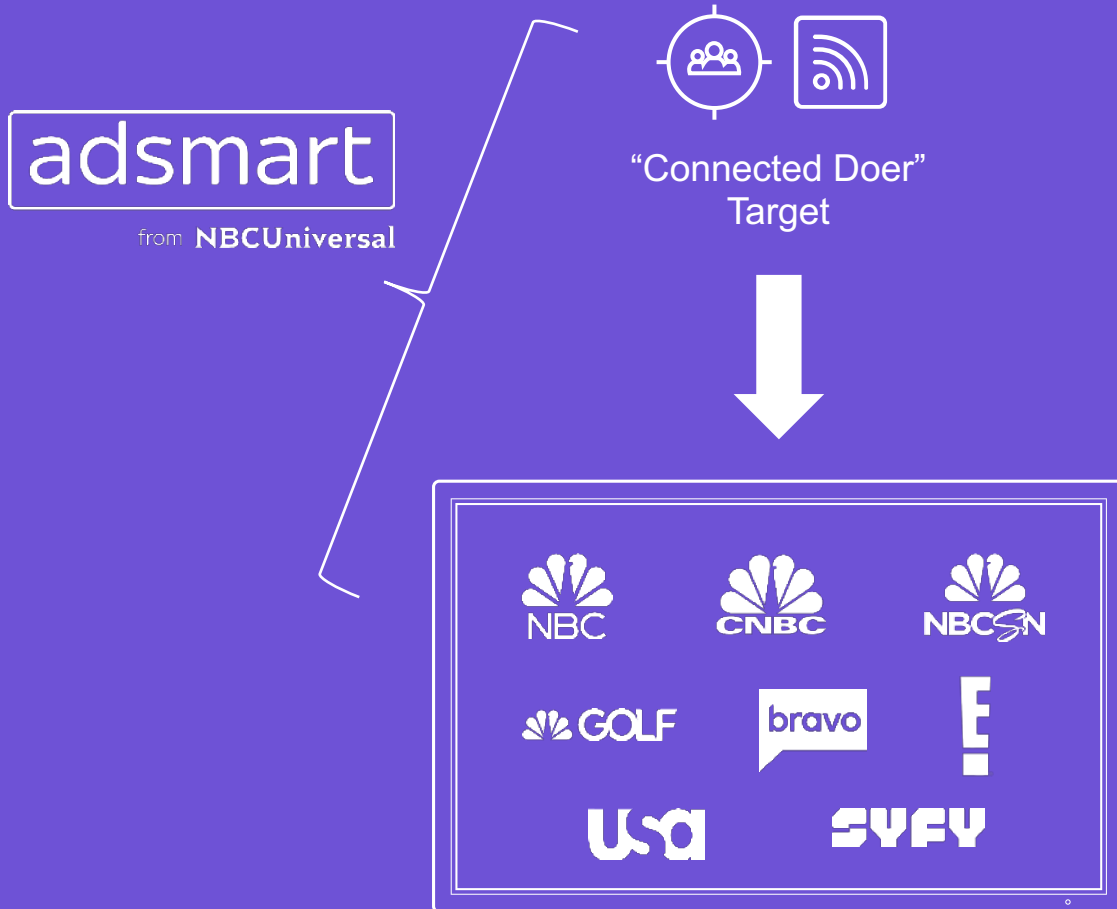 adsmart
from NBCUniversal
“Connected Doer”
Target
NBC
CNBC
NBCSN
GOLF
bravo
E!
USA
SYFY